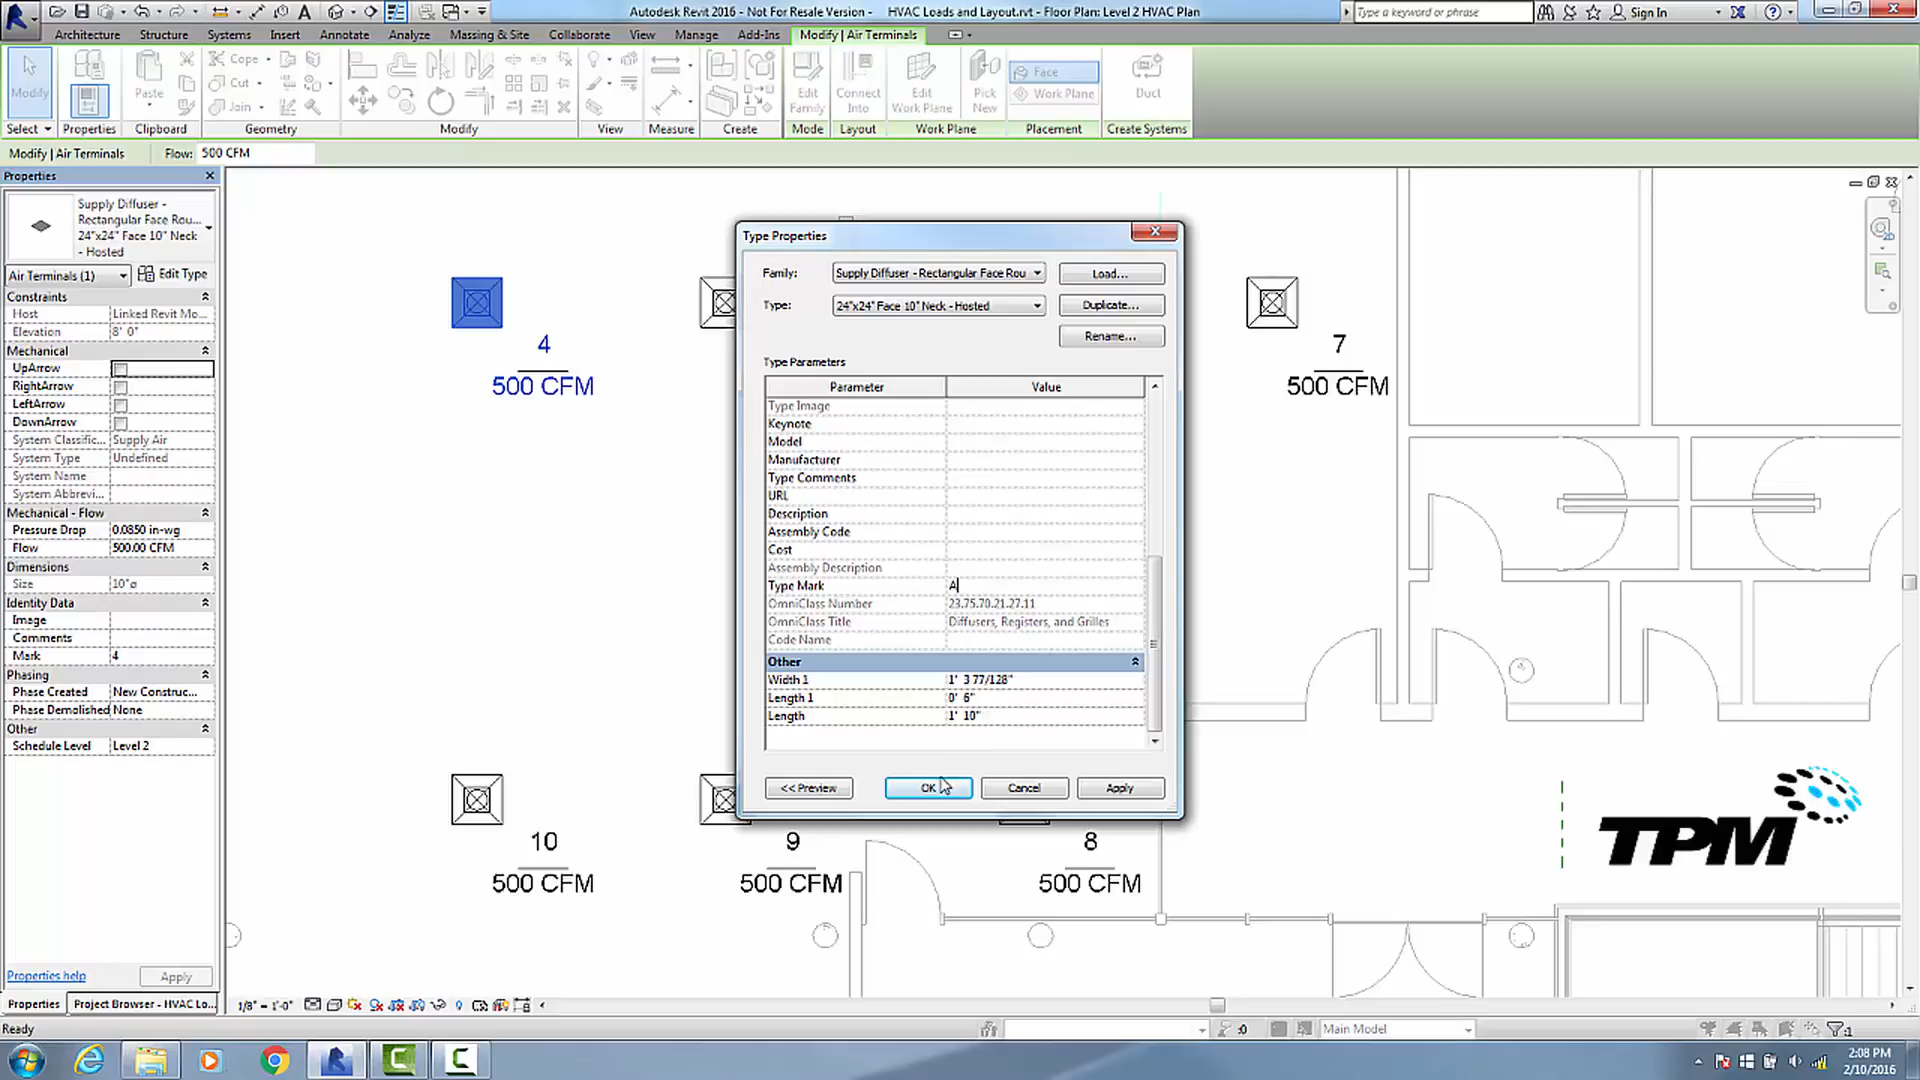 Autodesk Revit 2016 - Not For Resale Version -    HVAC Loads and Layout.rvt - Floor Plan: Level 2 HVAC Plan
Type a keyword or phrase
Sign In
Architecture Structure Systems Insert Annotate Analyze Massing & Site Collaborate View Manage Add-Ins Modify | Air Terminals
Modify
Paste
Cope
Cut
Join
Edit Family
Connect Into
Edit Work Plane
Pick New
Face
Work Plane
Duct
Select Properties Clipboard Geometry Modify View Measure Create Mode Layout Work Plane Placement Create Systems
Modify | Air Terminals Flow: 500 CFM
Properties
Supply Diffuser -
Rectangular Face Rou...
24"x24" Face 10" Neck
- Hosted
Air Terminals (1) Edit Type
Constraints
Host Linked Revit Mo...
Elevation 8' 0"
Mechanical
UpArrow
RightArrow
LeftArrow
DownArrow
System Classific... Supply Air
System Type Undefined
System Name
System Abbrevi...
Mechanical - Flow
Pressure Drop 0.0850 in-wg
Flow 500.00 CFM
Dimensions
Size 10"ø
Identity Data
Image
Comments
Mark 4
Phasing
Phase Created New Construc...
Phase Demolished None
Other
Schedule Level Level 2
Properties help Apply
Properties Project Browser - HVAC Lo...
4
500 CFM
7
500 CFM
10
500 CFM
9
500 CFM
8
500 CFM
Type Properties
Family: Supply Diffuser - Rectangular Face Rou Load...
Type: 24"x24" Face 10" Neck - Hosted Duplicate...
Rename...
Type Parameters
Parameter Value
Type Image
Keynote
Model
Manufacturer
Type Comments
URL
Description
Assembly Code
Cost
Assembly Description
Type Mark A
OmniClass Number 23.75.70.21.27.11
OmniClass Title Diffusers, Registers, and Grilles
Code Name
Other
Width 1 1' 3 77/128"
Length 1 0' 6"
Length 1' 10"
<< Preview OK Cancel Apply
TPM
1/8" = 1'-0"
Ready
:0
Main Model
:1
2:08 PM
2/10/2016